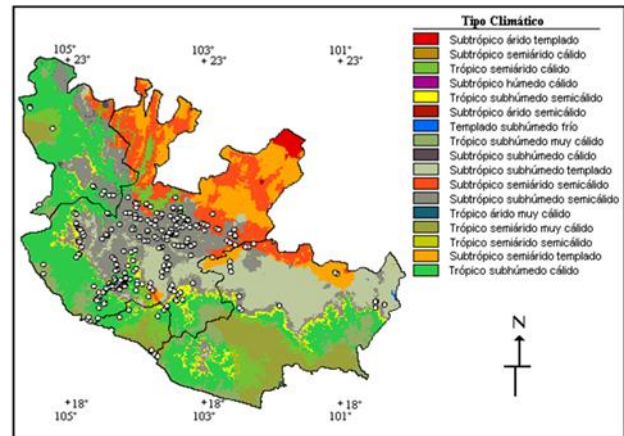 Tipo Climático
105° 103° 101°
+23 +23 +23
Subtrópico árido templado
Subtrópico semiárido cálido
Trópico semiárido cálido
Subtrópico húmedo cálido
Trópico subhúmedo semicálido
Subtrópico árido semicálido
Templado subhúmedo frío
Trópico subhúmedo muy cálido
Subtrópico subhúmedo cálido
Subtrópico subhúmedo templado
Subtrópico semiárido semicálido
Subtrópico subhúmedo semicálido
Trópico árido muy cálido
Trópico semiárido muy cálido
Trópico semiárido semicálido
Subtrópico semiárido templado
Trópico subhúmedo cálido
N
+18° +18° +18°
105° 103° 101°